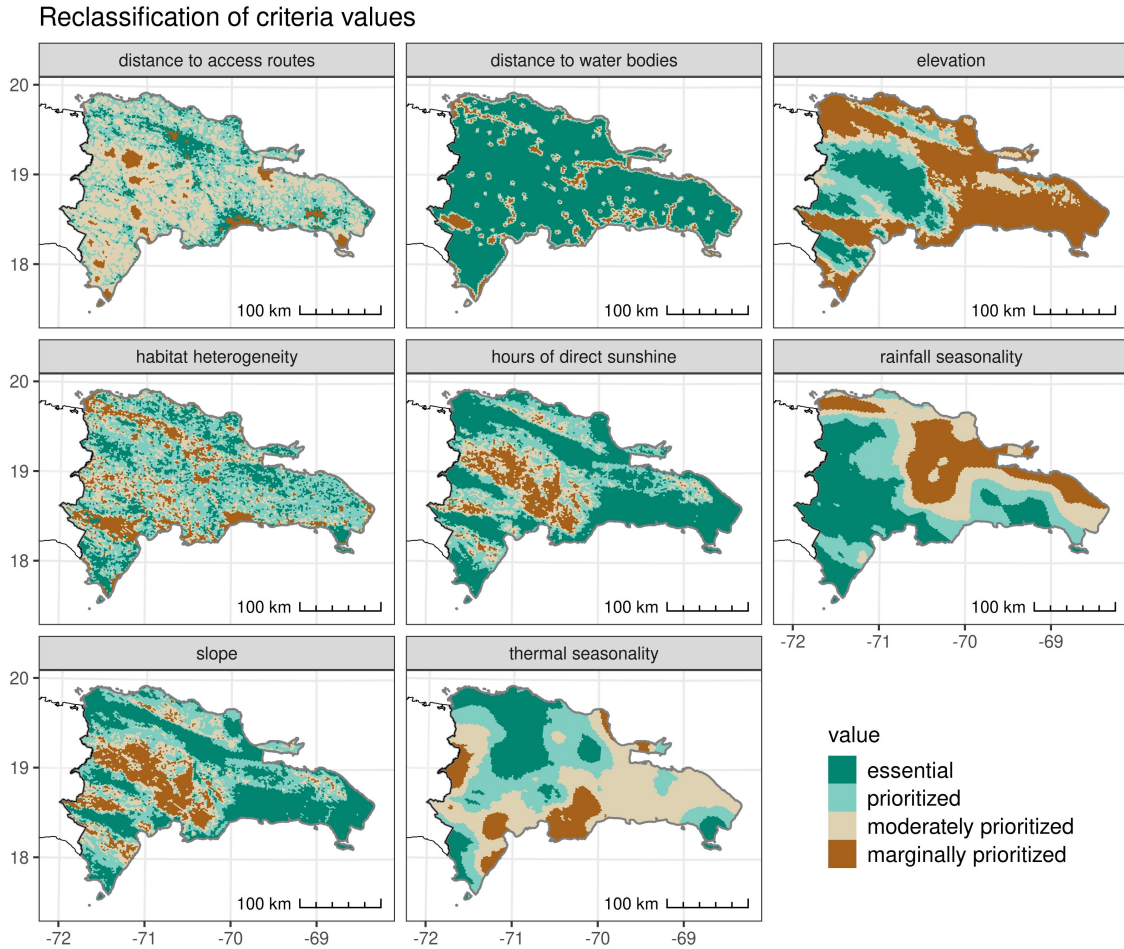 Reclassification of criteria values
distance to access routes
distance to water bodies
elevation
20
19
18
100 km
100 km
100 km
habitat heterogeneity
hours of direct sunshine
rainfall seasonality
20
19
18
100 km
100 km
100 km
-72
-71
-70
-69
slope
thermal seasonality
20
19
18
100 km
100 km
-72
-71
-70
-69
-72
-71
-70
-69
value
essential
prioritized
moderately prioritized
marginally prioritized